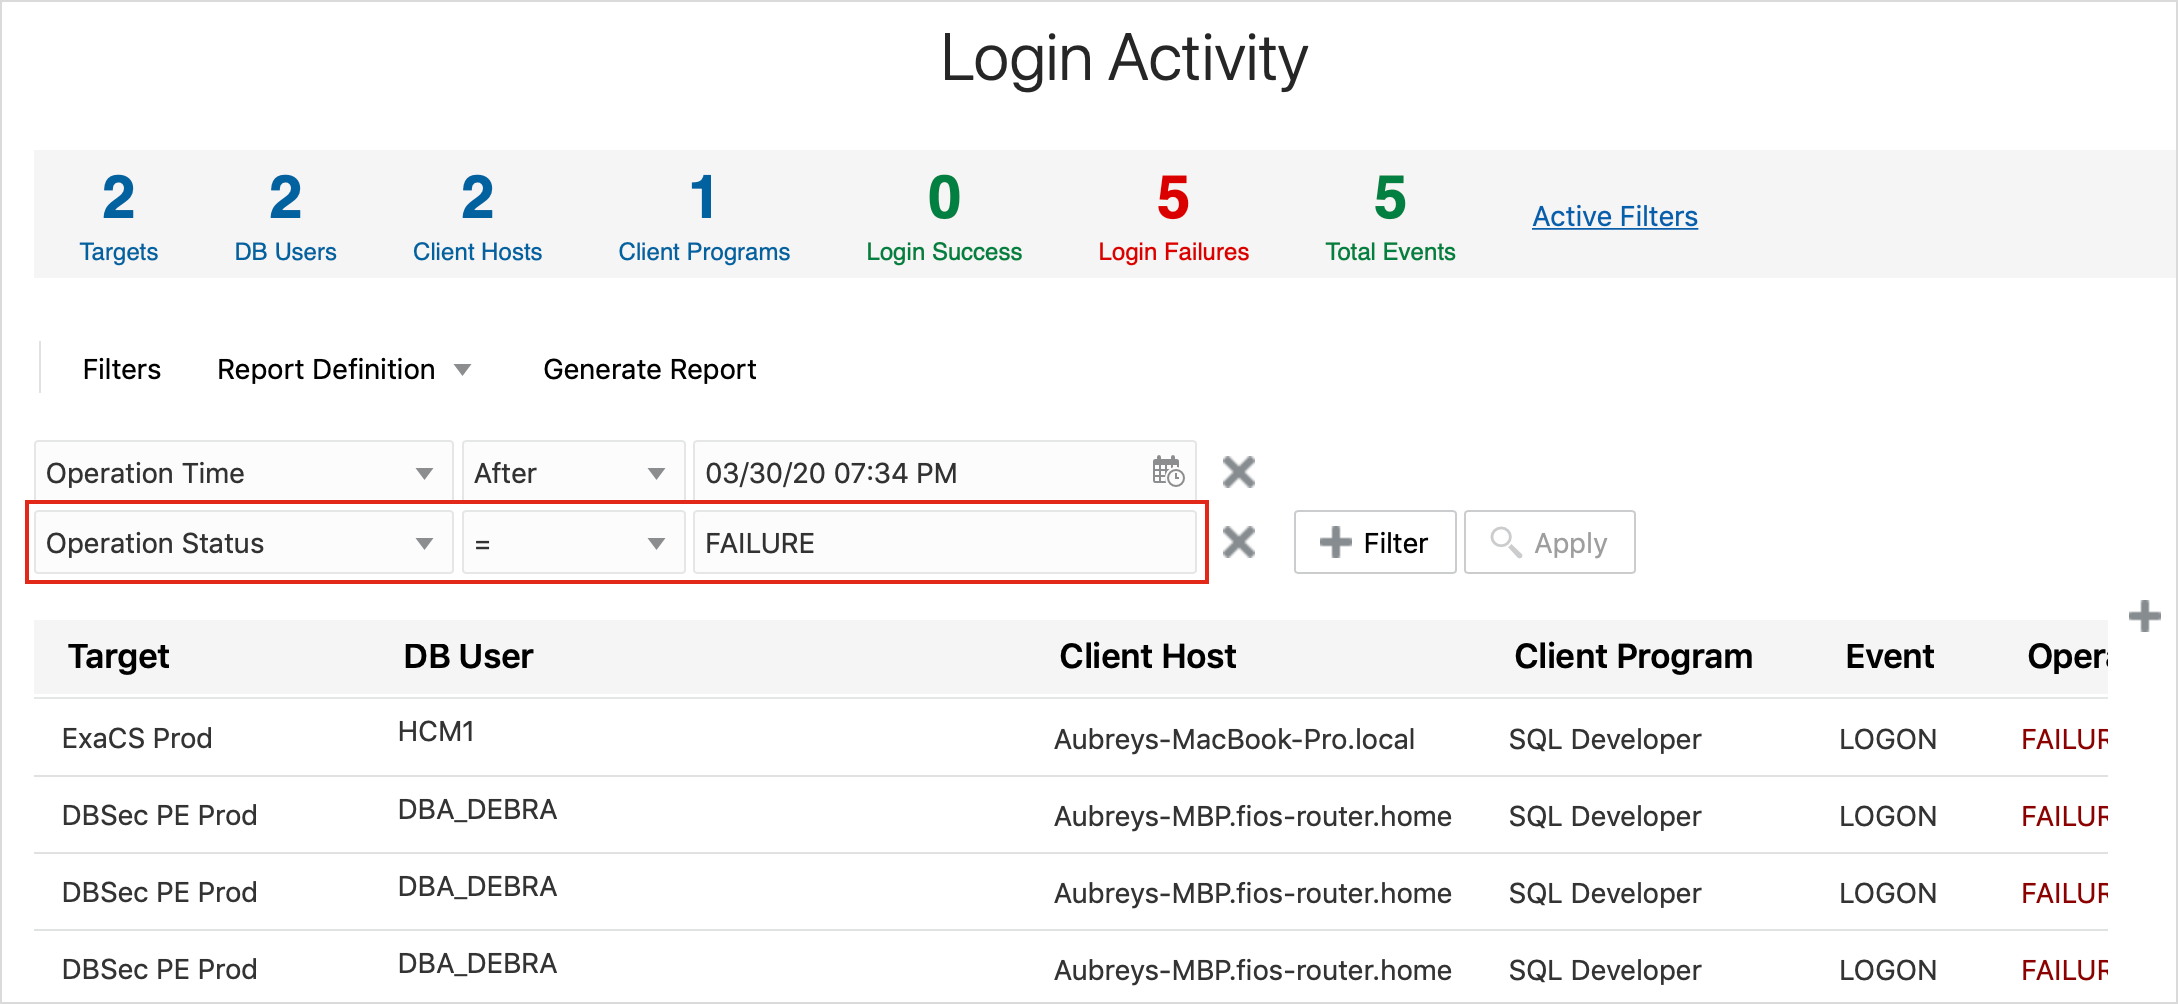 Login Activity
2 2 2 1 0 5 5
Targets DB Users Client Hosts Client Programs Login Success Login Failures Total Events Active Filters
Filters Report Definition Generate Report
Operation Time After 03/30/20 07:34 PM
Operation Status = FAILURE Filter Apply
Target DB User Client Host Client Program Event Opera
ExaCS Prod HCM1 Aubreys-MacBook-Pro.local SQL Developer LOGON FAILUR
DBSec PE Prod DBA_DEBRA Aubreys-MBP.fios-router.home SQL Developer LOGON FAILUR
DBSec PE Prod DBA_DEBRA Aubreys-MBP.fios-router.home SQL Developer LOGON FAILUR
DBSec PE Prod DBA_DEBRA Aubreys-MBP.fios-router.home SQL Developer LOGON FAILUR